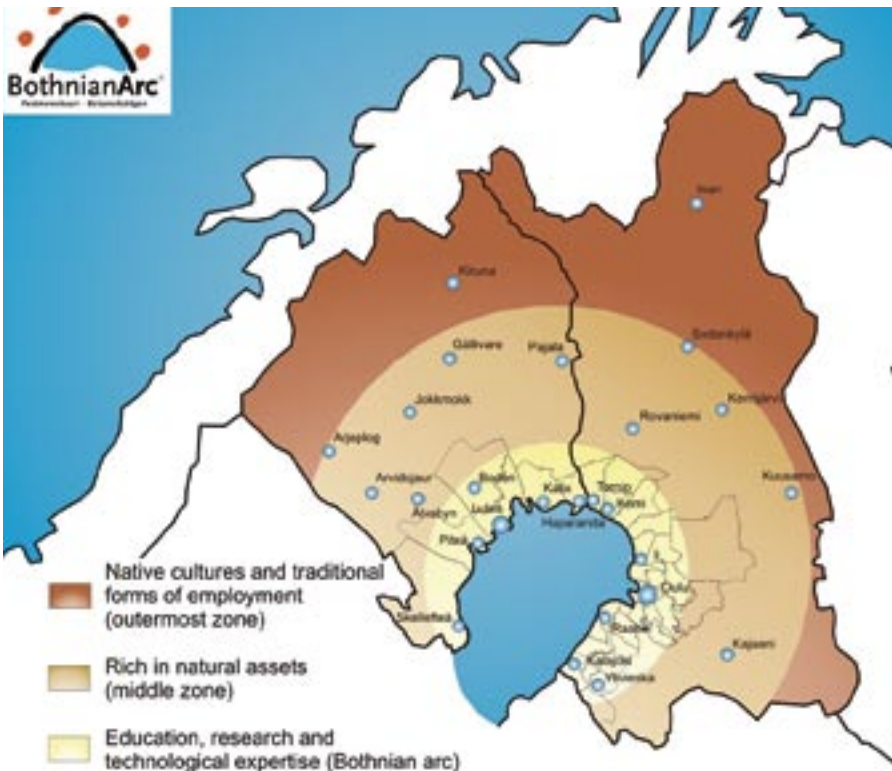 BothnianArc
Inari
Kiruna
Sodankylä
Gällivare
Pajala
Kemijärvi
Jokkmokk
Rovaniemi
Arjeplog
Arvidsjaur
Boden
Kuusamo
Älvsbyn
Kalix
Tornio
Luleå
Haparanda
Kemi
Piteå
Ii
Oulu
Skellefteå
Raahe
Kajaani
Kalajoki
Ylivieska
Native cultures and traditional
forms of employment
(outermost zone)
Rich in natural assets
(middle zone)
Education, research and
technological expertise (Bothnian arc)